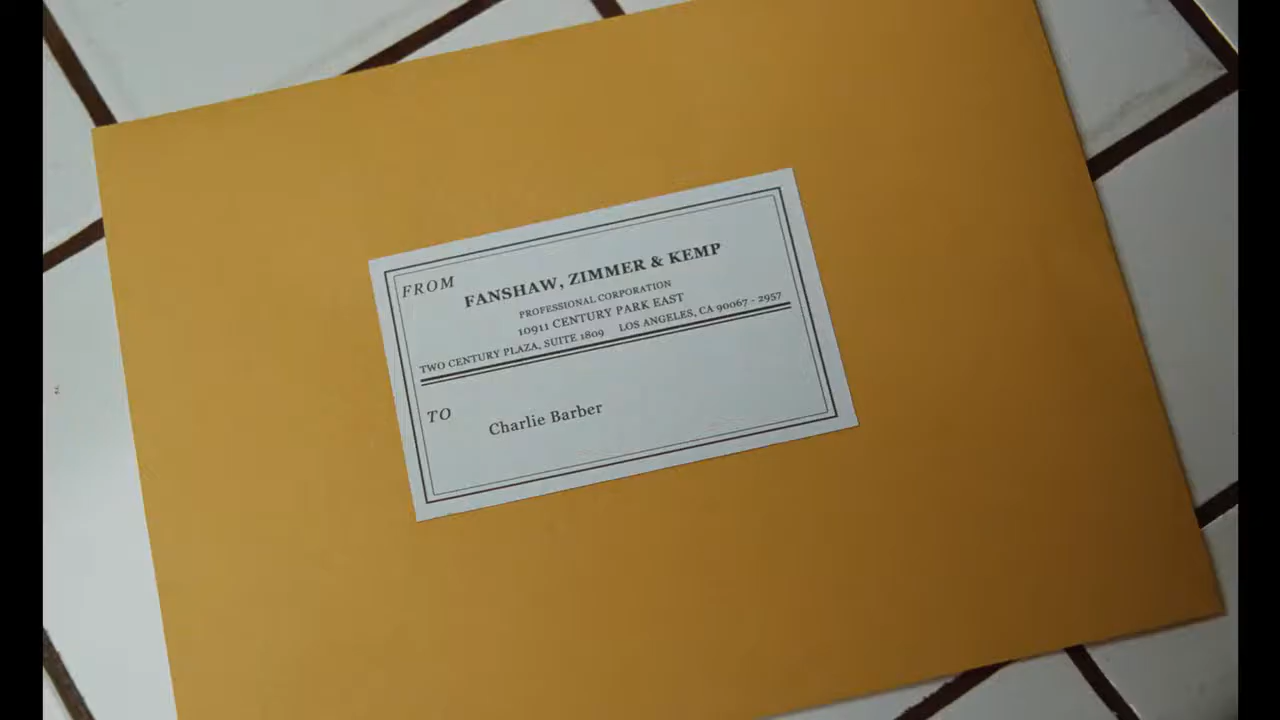 FROM
FANSHAW, ZIMMER & KEMP
PROFESSIONAL CORPORATION
10911 CENTURY PARK EAST
TWO CENTURY PLAZA, SUITE 1809 LOS ANGELES, CA 90067 - 2957
TO
Charlie Barber